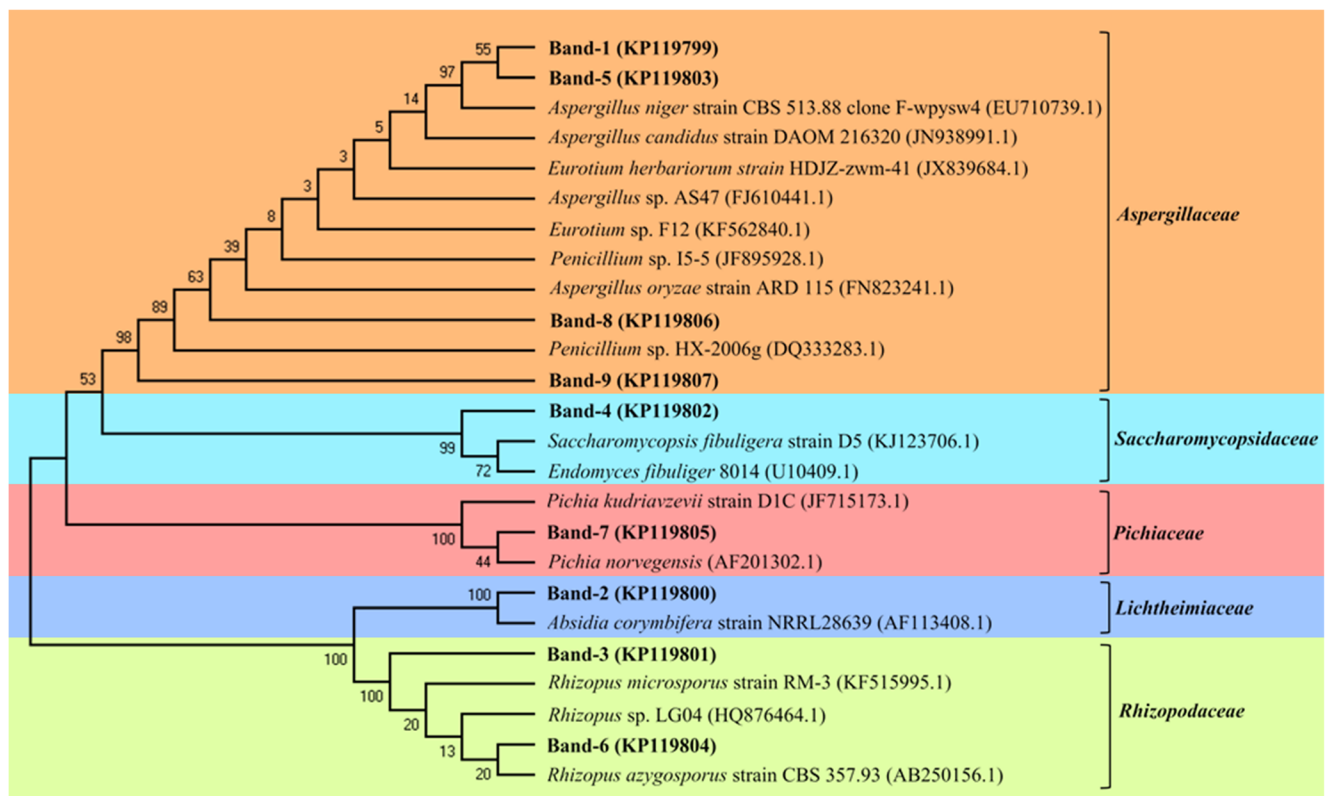 55
Band-1 (KP119799)
97
Band-5 (KP119803)
14
Aspergillus niger strain CBS 513.88 clone F-wpysw4 (EU710739.1)
5
Aspergillus candidus strain DAOM 216320 (JN938991.1)
3
Eurotium herbariorum strain HDJZ-zwm-41 (JX839684.1)
3
Aspergillus sp. AS47 (FJ610441.1)
Aspergillaceae
8
Eurotium sp. F12 (KF562840.1)
39
Penicillium sp. I5-5 (JF895928.1)
63
Aspergillus oryzae strain ARD 115 (FN823241.1)
89
Band-8 (KP119806)
98
Penicillium sp. HX-2006g (DQ333283.1)
53
Band-9 (KP119807)
Band-4 (KP119802)
99
Saccharomycopsis fibuligera strain D5 (KJ123706.1)
Saccharomycopsidaceae
72
Endomyces fibuliger 8014 (U10409.1)
Pichia kudriavzevii strain D1C (JF715173.1)
100
Band-7 (KP119805)
Pichiaceae
44
Pichia norvegensis (AF201302.1)
100
Band-2 (KP119800)
Lichtheimiaceae
Absidia corymbifera strain NRRL28639 (AF113408.1)
100
Band-3 (KP119801)
100
Rhizopus microsporus strain RM-3 (KF515995.1)
20
Rhizopus sp. LG04 (HQ876464.1)
Rhizopodaceae
13
Band-6 (KP119804)
20
Rhizopus azygosporus strain CBS 357.93 (AB250156.1)